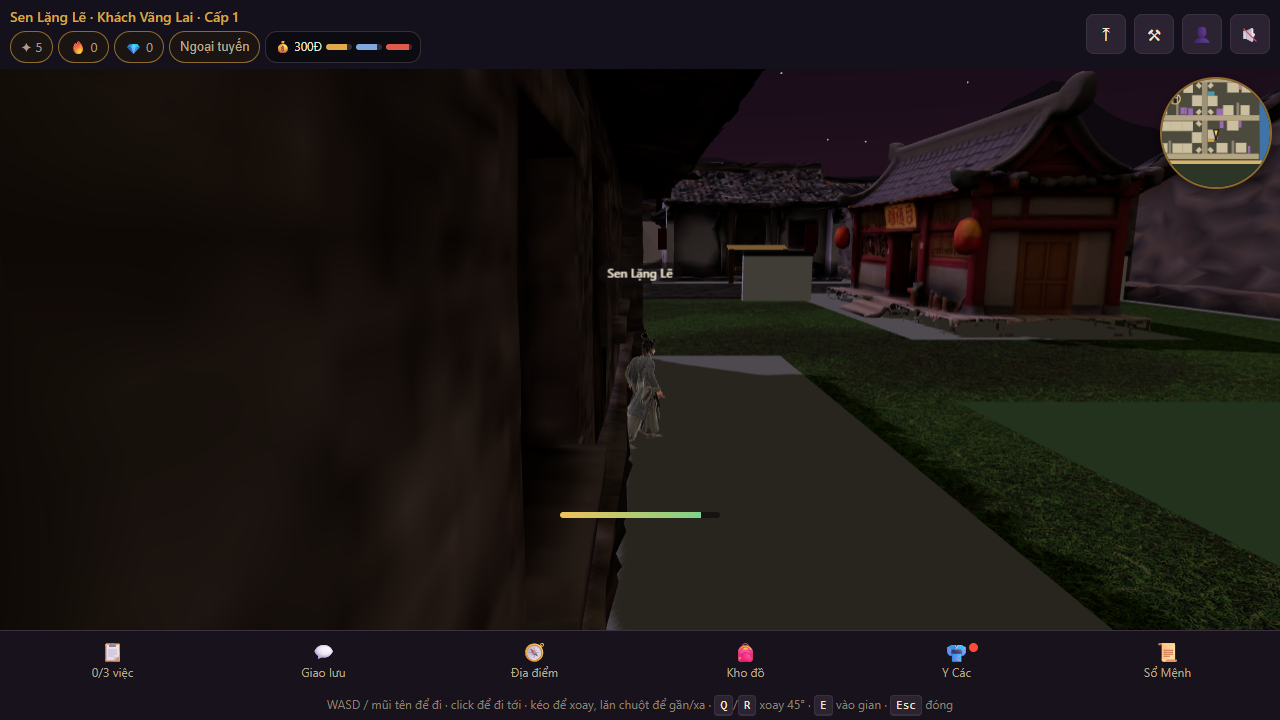 Sen Lặng Lẽ · Khách Vãng Lai · Cấp 1
5
0
0
Ngoại tuyến
300Đ
Sen Lặng Lẽ
0/3 việc
Giao lưu
Địa điểm
Kho đồ
Y Các
Sổ Mệnh
WASD / mũi tên để đi · click để đi tới · kéo để xoay, lăn chuột để gần/xa · Q / R xoay 45° · E vào gian · Esc đóng